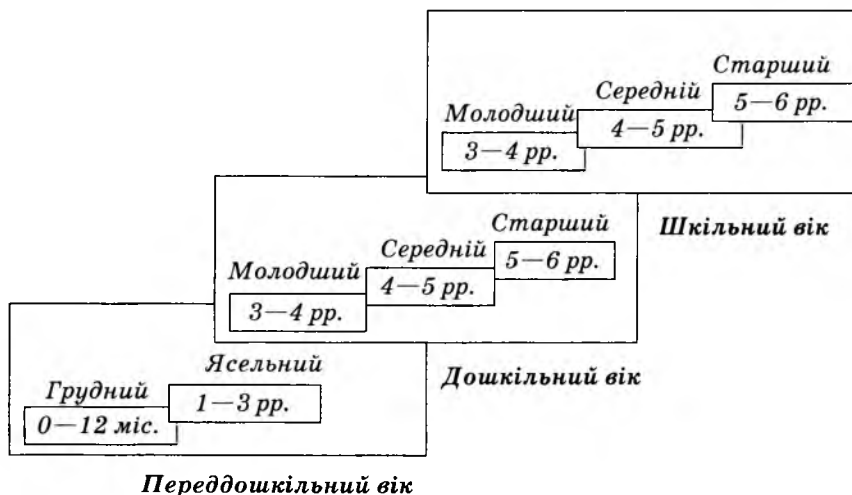 Старший
5—6 рр.
Середній
4—5 рр.
Молодший
3—4 рр.
Шкільний вік
Старший
5—6 рр.
Середній
4—5 рр.
Молодший
3—4 рр.
Дошкільний вік
Ясельний
1—3 рр.
Грудний
0—12 міс.
Переддошкільний вік